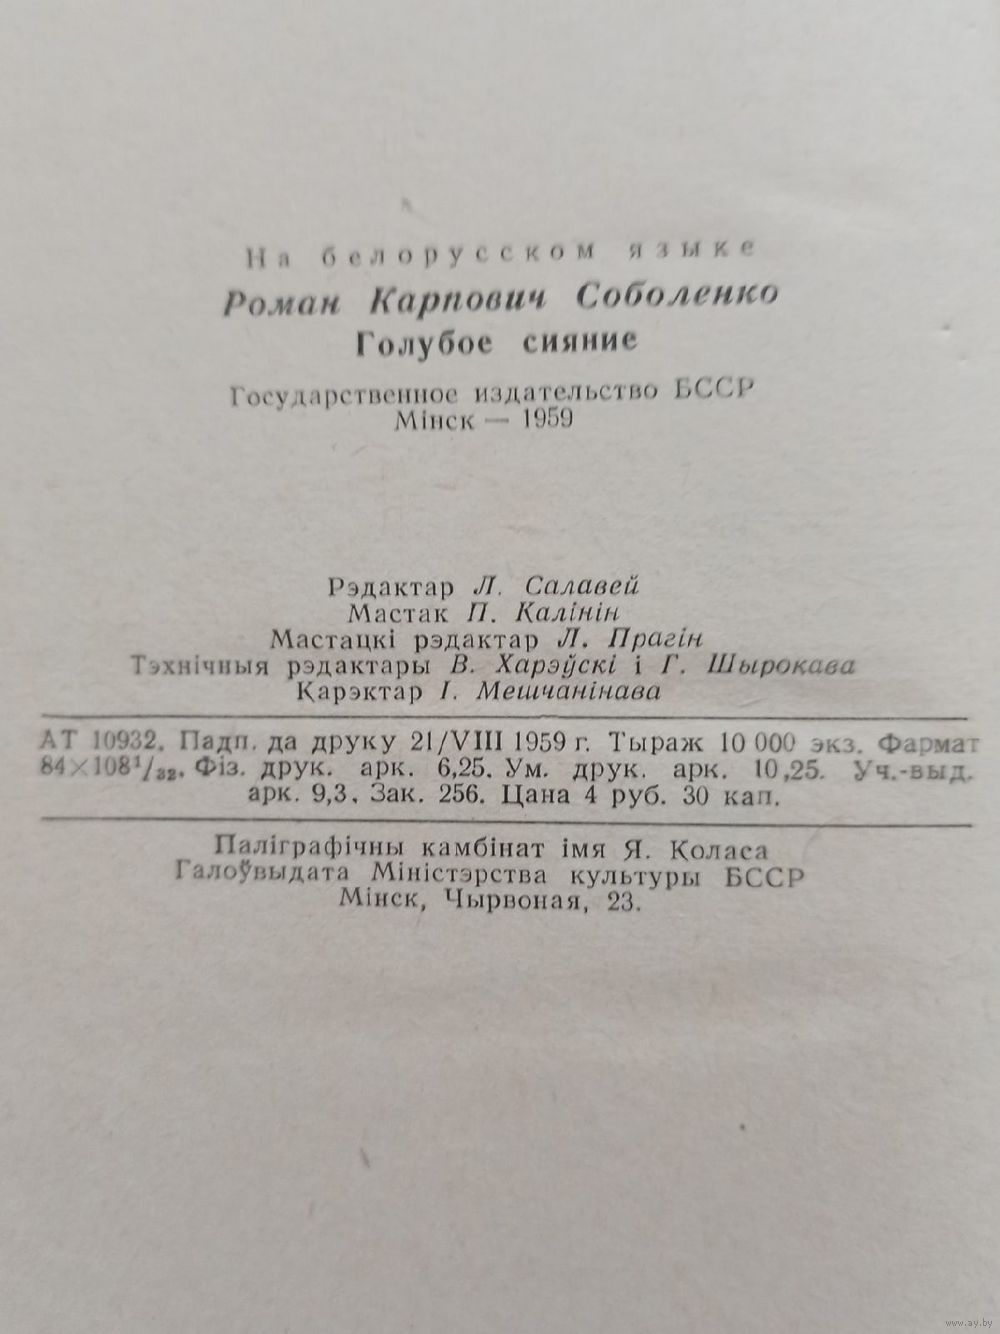 На белорусском языке
Роман Карпович Соболенко
Голубое сияние
Государственное издательство БССР
Мінск — 1959
Рэдактар Л. Салавей
Мастак П. Калінін
Мастацкі рэдактар Л. Прагін
Тэхнічныя рэдактары В. Харэўскі і Г. Шырокава
Карэктар І. Мешчанінава
АТ 10932. Падп. да друку 21/VIII 1959 г. Тыраж 10 000 экз. Фармат
84×108¹/₃₂. Фіз. друк. арк. 6,25. Ум. друк. арк. 10,25. Уч.-выд.
арк. 9,3. Зак. 256. Цана 4 руб. 30 кап.
Паліграфічны камбінат імя Я. Коласа
Галоўвыдата Міністэрства культуры БССР
Мінск, Чырвоная, 23.
www.ay.by